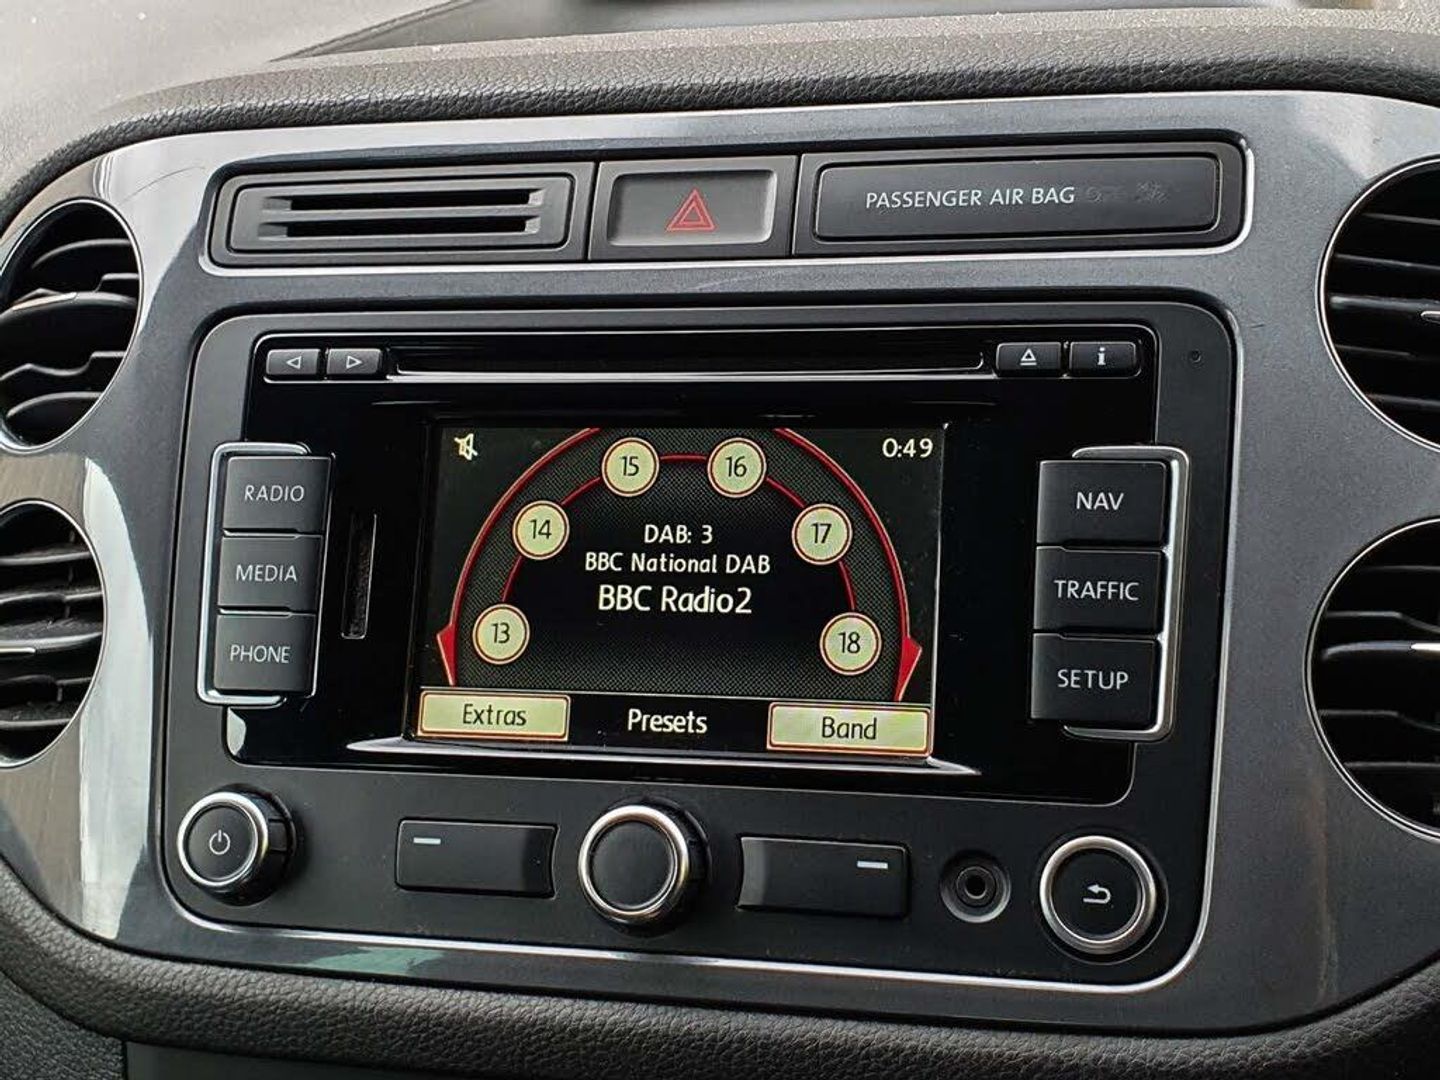 PASSENGER AIR BAG
i
RADIO
MEDIA
PHONE
0:49
15
16
14
17
13
18
DAB: 3
BBC National DAB
BBC Radio2
Extras
Presets
Band
NAV
TRAFFIC
SETUP